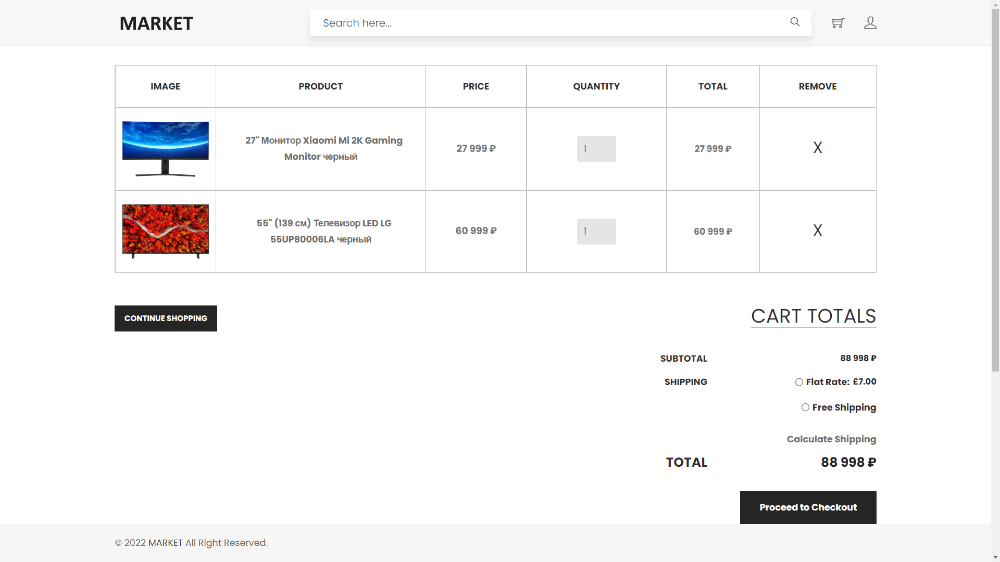 MARKET
Search here...
IMAGE PRODUCT PRICE QUANTITY TOTAL REMOVE
27" Монитор Xiaomi Mi 2K Gaming
Monitor черный
27 999 ₽ 1 27 999 ₽ X
55" (139 см) Телевизор LED LG
55UP80006LA черный
60 999 ₽ 1 60 999 ₽ X
CONTINUE SHOPPING
CART TOTALS
SUBTOTAL 88 998 ₽
SHIPPING Flat Rate: £7.00
Free Shipping
Calculate Shipping
TOTAL 88 998 ₽
Proceed to Checkout
© 2022 MARKET All Right Reserved.